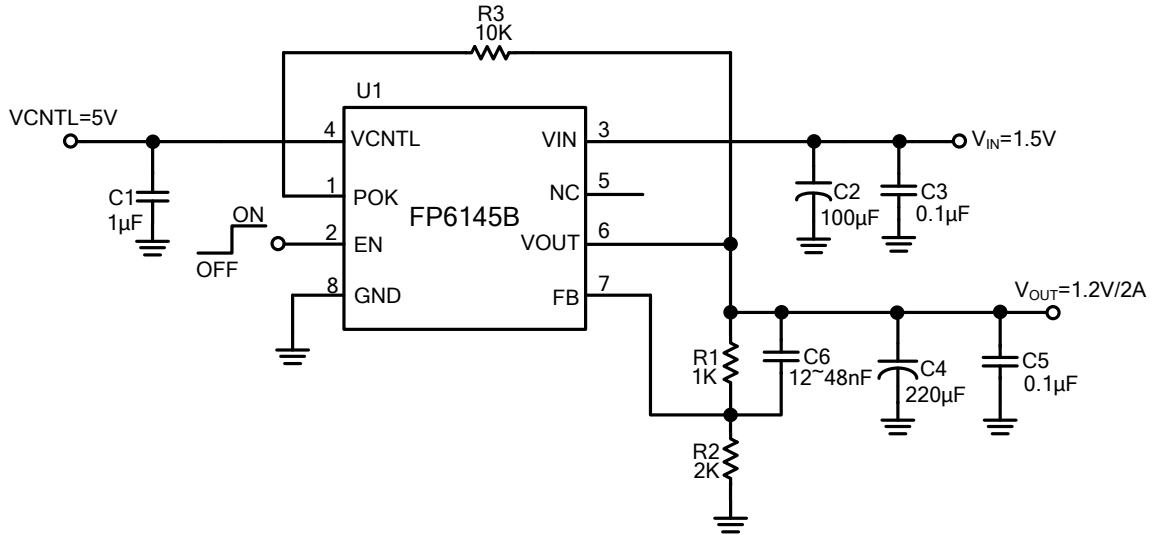 R3
10K
U1
VCNTL=5V
4
VCNTL
VIN
3
VIN=1.5V
C1
1µF
1
POK
NC
5
C2
100µF
C3
0.1µF
ON
OFF
2
EN
FP6145B
VOUT
6
8
GND
FB
7
VOUT=1.2V/2A
R1
1K
C6
12~48nF
C4
220µF
C5
0.1µF
R2
2K